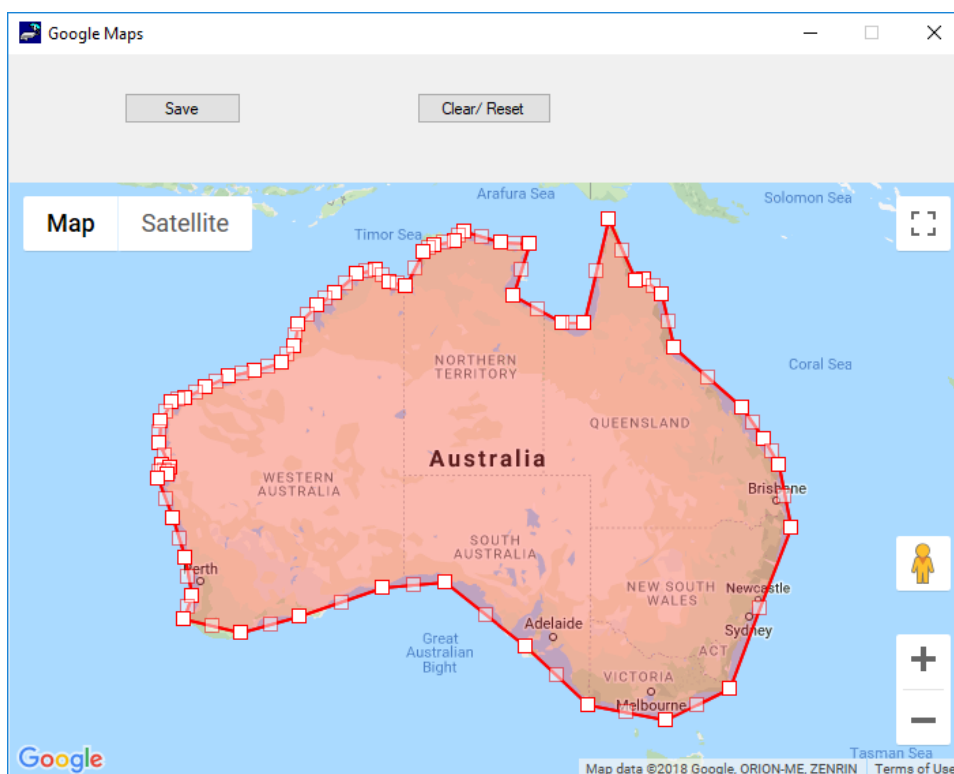 Google Maps
Save
Clear/ Reset
Arafura Sea
Solomon Sea
Map
Satellite
Timor Sea
NORTHERN
TERRITORY
Coral Sea
QUEENSLAND
Australia
WESTERN
AUSTRALIA
Brisbane
SOUTH
AUSTRALIA
Perth
NEW SOUTH
WALES
Newcastle
Adelaide
Sydney
Great
Australian
Bight
ACT
VICTORIA
Melbourne
Tasman Sea
Google
Map data ©2018 Google, ORION-ME, ZENRIN
Terms of Use